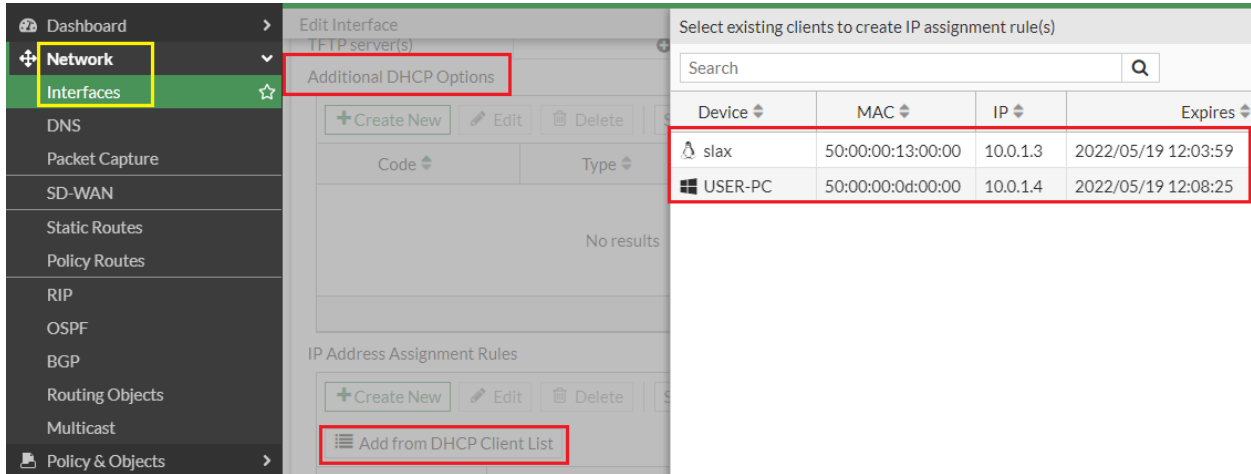 Dashboard
Network
Interfaces
DNS
Packet Capture
SD-WAN
Static Routes
Policy Routes
RIP
OSPF
BGP
Routing Objects
Multicast
Policy & Objects
Edit Interface
TFTP server(s)
Additional DHCP Options
+Create New Edit Delete S
Code Type
No results
IP Address Assignment Rules
+Create New Edit Delete S
Add from DHCP Client List
Select existing clients to create IP assignment rule(s)
Search
Device MAC IP Expires
slax 50:00:00:13:00:00 10.0.1.3 2022/05/19 12:03:59
USER-PC 50:00:00:0d:00:00 10.0.1.4 2022/05/19 12:08:25